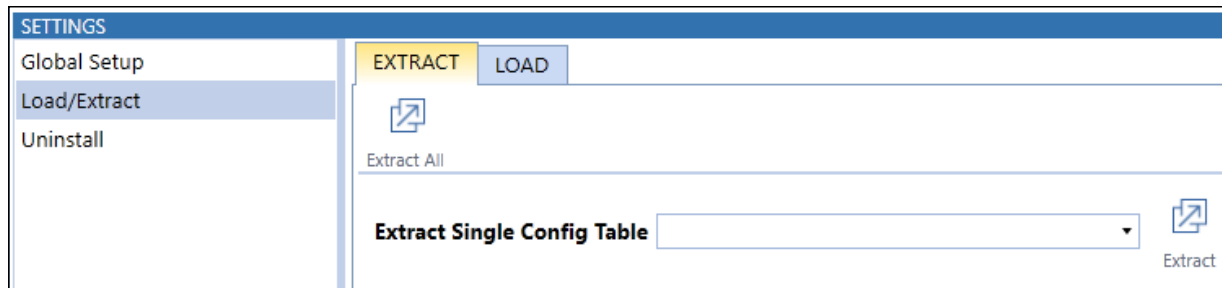 SETTINGS
Global Setup
Load/Extract
Uninstall
EXTRACT LOAD
Extract All
Extract Single Config Table
Extract